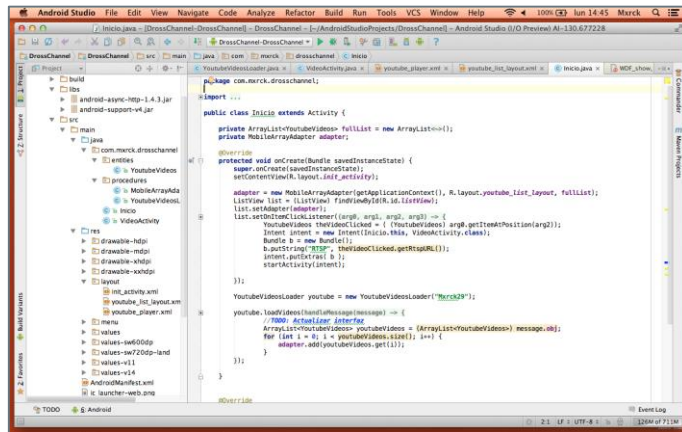 Android Studio File Edit View Navigate Code Analyze Refactor Build Run Tools VCS Window Help 100% lun 14:45 Mxrck
Inicio.java - [DrossChannel-DrossChannel] - [~/AndroidStudioProjects/DrossChannel] - Android Studio (I/O Preview) AI-130.677228
DrossChannel-DrossChannel
DrossChannel DrossChannel src main java com mxrck drosschannel Inicio
Project
YoutubeVideosLoader.java VideoActivity.java youtube_player.xml youtube_list_layout.xml Inicio.java
build
libs
android-async-http-1.4.3.jar
android-support-v4.jar
src
main
java
com.mxrck.drosschannel
entities
YoutubeVideos
procedures
MobileArrayAda
YoutubeVideosL
Inicio
VideoActivity
res
drawable-hdpi
drawable-mdpi
drawable-xhdpi
drawable-xxhdpi
layout
init_activity.xml
youtube_list_layout.xm
youtube_player.xml
menu
values
values-sw600dp
values-sw720dp-land
values-v11
values-v14
AndroidManifest.xml
ic_launcher-web.png
package com.mxrck.drosschannel;
import ...
public class Inicio extends Activity {
private ArrayList<YoutubeVideos> fullList = new ArrayList<~>();
private MobileArrayAdapter adapter;
@Override
protected void onCreate(Bundle savedInstanceState) {
super.onCreate(savedInstanceState);
setContentView(R.layout.init_activity);
adapter = new MobileArrayAdapter(getApplicationContext(), R.layout.youtube_list_layout, fullList);
ListView list = (ListView) findViewById(R.id.listView);
list.setAdapter(adapter);
list.setOnItemClickListener((arg0, arg1, arg2, arg3) -> {
YoutubeVideos theVideoClicked = ( (YoutubeVideos) arg0.getItemAtPosition(arg2));
Intent intent = new Intent(Inicio.this, VideoActivity.class);
Bundle b = new Bundle();
b.putString("RTSP", theVideoClicked.getRtspURL());
intent.putExtras( b );
startActivity(intent);
});
YoutubeVideosLoader youtube = new YoutubeVideosLoader("Mxrck29");
youtube.loadVideos(handleMessage(message) -> {
//TODO: Actualizar interfaz
ArrayList<YoutubeVideos> youtubeVideos = (ArrayList<YoutubeVideos>) message.obj;
for (int i = 0; i < youtubeVideos.size(); i++) {
adapter.add(youtubeVideos.get(i));
}
});
}
@Override
1: Project
7: Structure
Build Variants
2: Favorites
Commander
Maven Projects
TODO 6: Android Event Log
2:1 LF UTF-8 126M of 711M